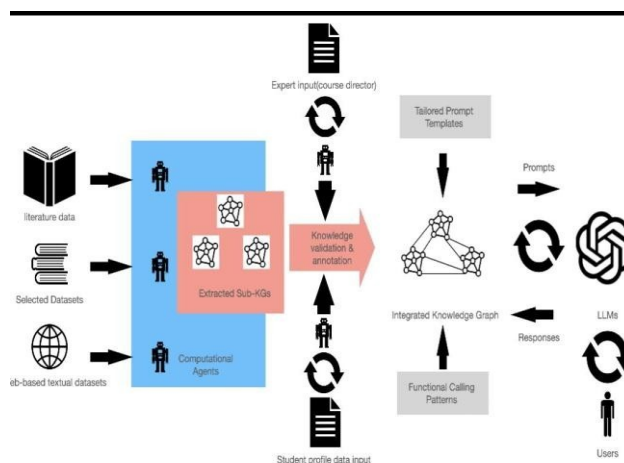 Expert input(course director)
Tailored Prompt
Templates
Prompts
literature data
Knowledge
validation &
annotation
Selected Datasets
Extracted Sub-KGs
Integrated Knowledge Graph
LLMs
Responses
Computational
Agents
eb-based textual datasets
Functional Calling
Patterns
Student profile data input
Users